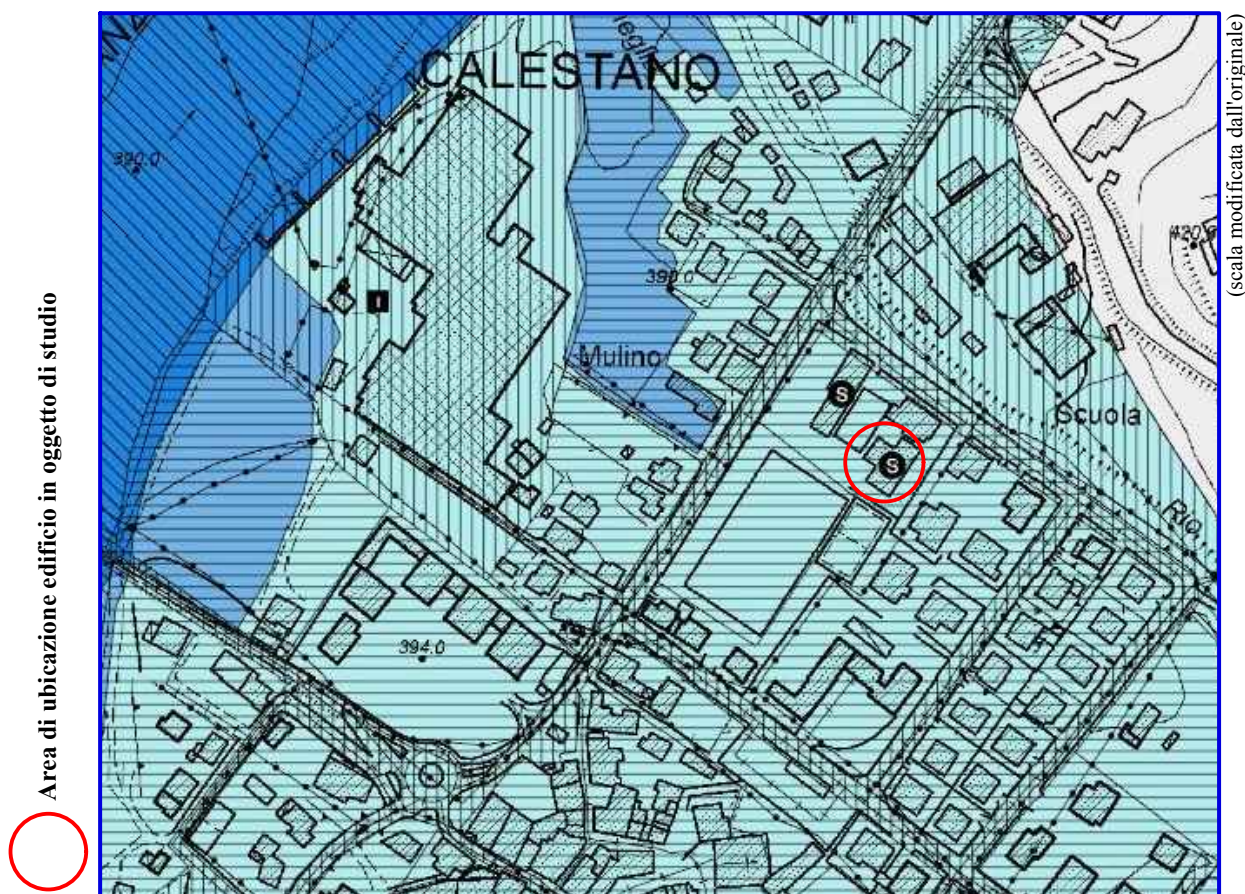 CALESTANO
390.0
I
420.0
390.0
Mulino
S
Scuola
S
Rio
394.0
Area di ubicazione edificio in oggetto di studio
(scala modificata dall'originale)